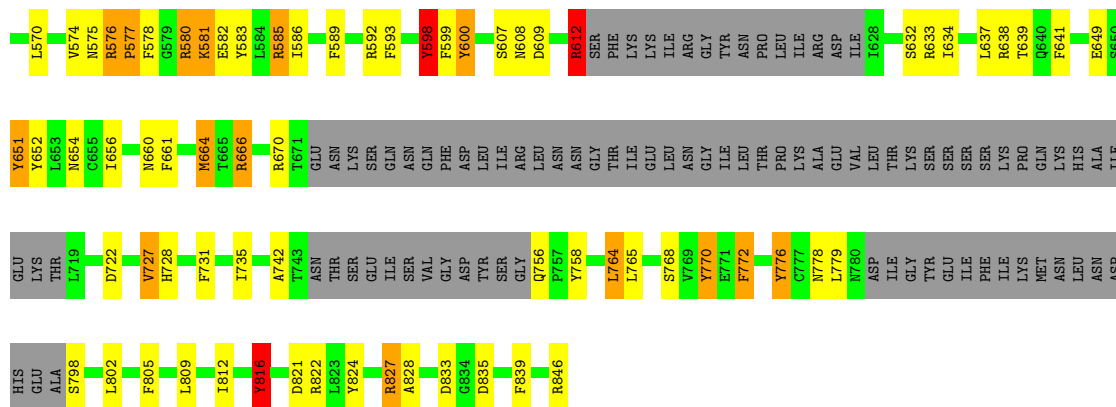 L570 V574 N575 R576 P577 F578 G579 R580 K581 E582 Y583 L584 R585 I586 F589 R592 F593 Y598 F599 Y600 S607 N608 D609 R612 SER PHE LYS LYS ILE ARG GLY TYR ASN PRO LEU ILE ARG ASP ILE I628 S632 R633 I634 L637 R638 T639 Q640 F641 E649 S650
Y651 Y652 L653 N654 C655 I656 N660 F661 M664 T665 R666 R670 T671 GLU ASN LYS SER GLN ASN GLN PHE ASP LEU ILE ARG LEU ASN ASN GLY THR ILE GLU LEU ASN GLY ILE LEU THR PRO LYS ALA GLU VAL LEU THR LYS SER SER SER SER LYS PRO GLN LYS HIS ALA ILE
GLU LYS THR L719 D722 V727 H728 F731 I735 A742 T743 ASN THR SER GLU ILE SER VAL GLY ASP TYR SER GLY Q756 P757 Y758 L764 L765 S768 V769 Y770 E771 F772 Y776 C777 N778 L779 N780 ASP ILE GLY TYR GLU ILE PHE ILE LYS MET ASN LEU ASN ASP
HIS GLU ALA S798 L802 F805 L809 I812 Y816 D821 R822 L823 Y824 R827 A828 D833 G834 D835 F839 R846